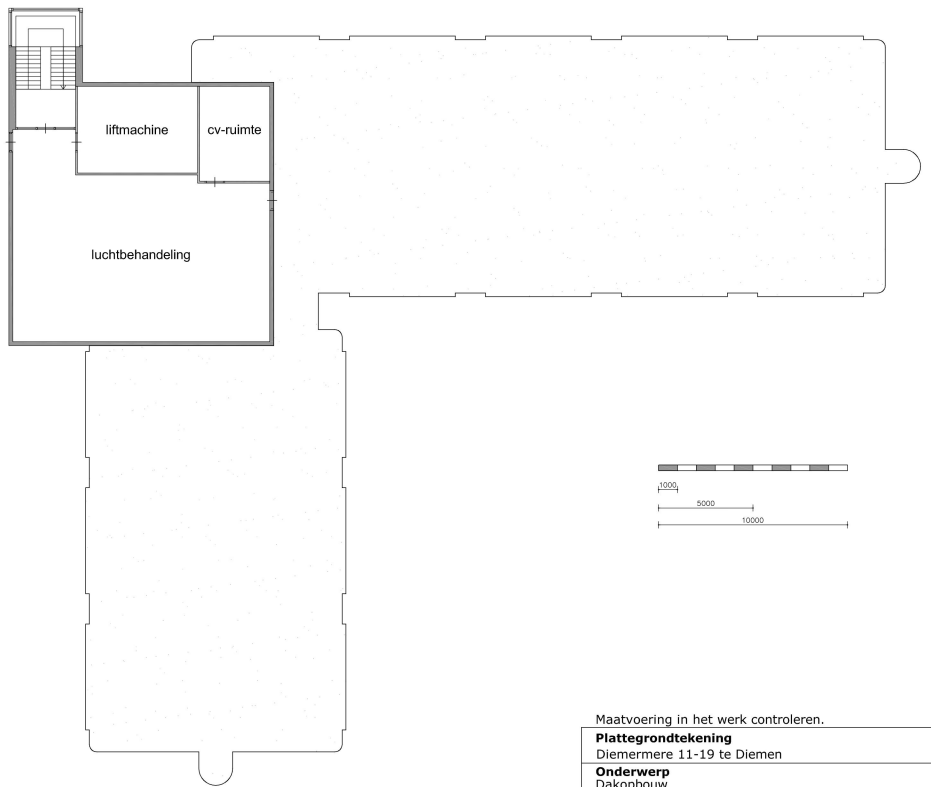 liftmachine
cv-ruimte
luchtbehandeling
1000
5000
10000
Maatvoering in het werk controleren.
Plattegrondtekening
Diemermere 11-19 te Diemen
Onderwerp
Dakopbouw